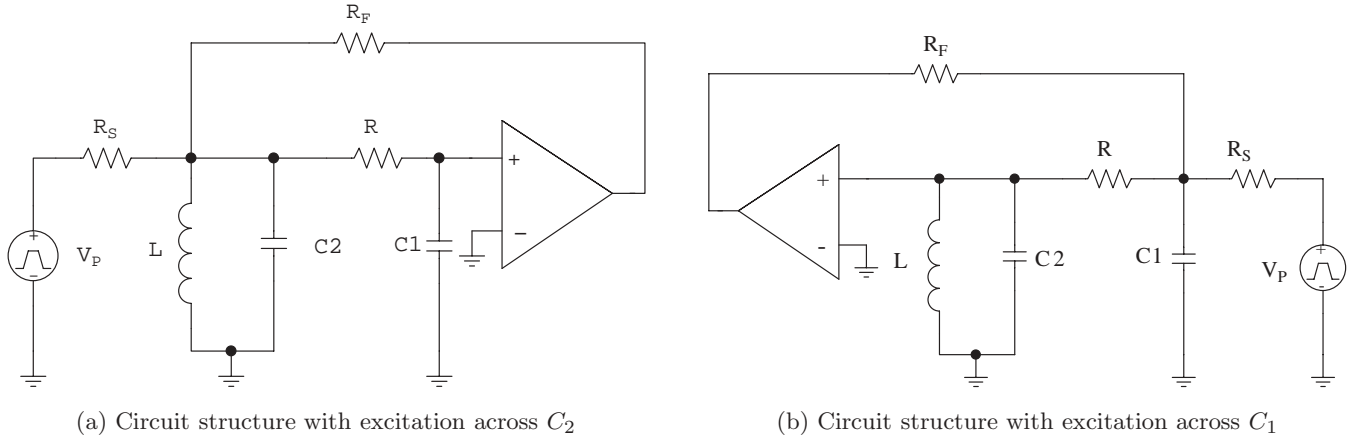 R_F
R_S
R
+
−
+
−
V_P
L
C2
C1
(a) Circuit structure with excitation across C_2
R_F
R
R_S
+
-
+
-
L
C2
C1
V_P
(b) Circuit structure with excitation across C_1